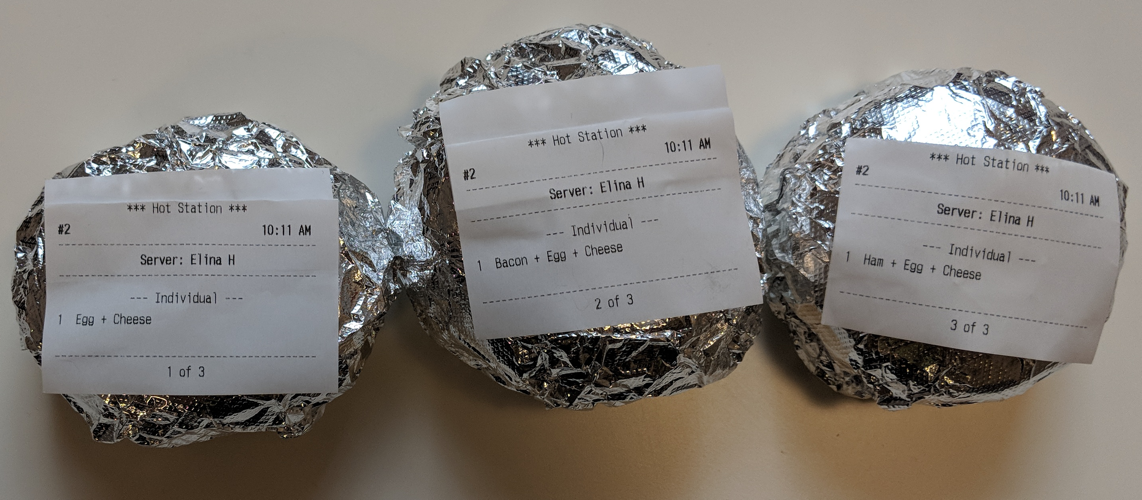 *** Hot Station ***
#2 10:11 AM
Server: Elina H
--- Individual ---
1 Egg + Cheese
1 of 3
*** Hot Station ***
#2 10:11 AM
Server: Elina H
--- Individual ---
1 Bacon + Egg + Cheese
2 of 3
*** Hot Station ***
#2 10:11 AM
Server: Elina H
--- Individual ---
1 Ham + Egg + Cheese
3 of 3